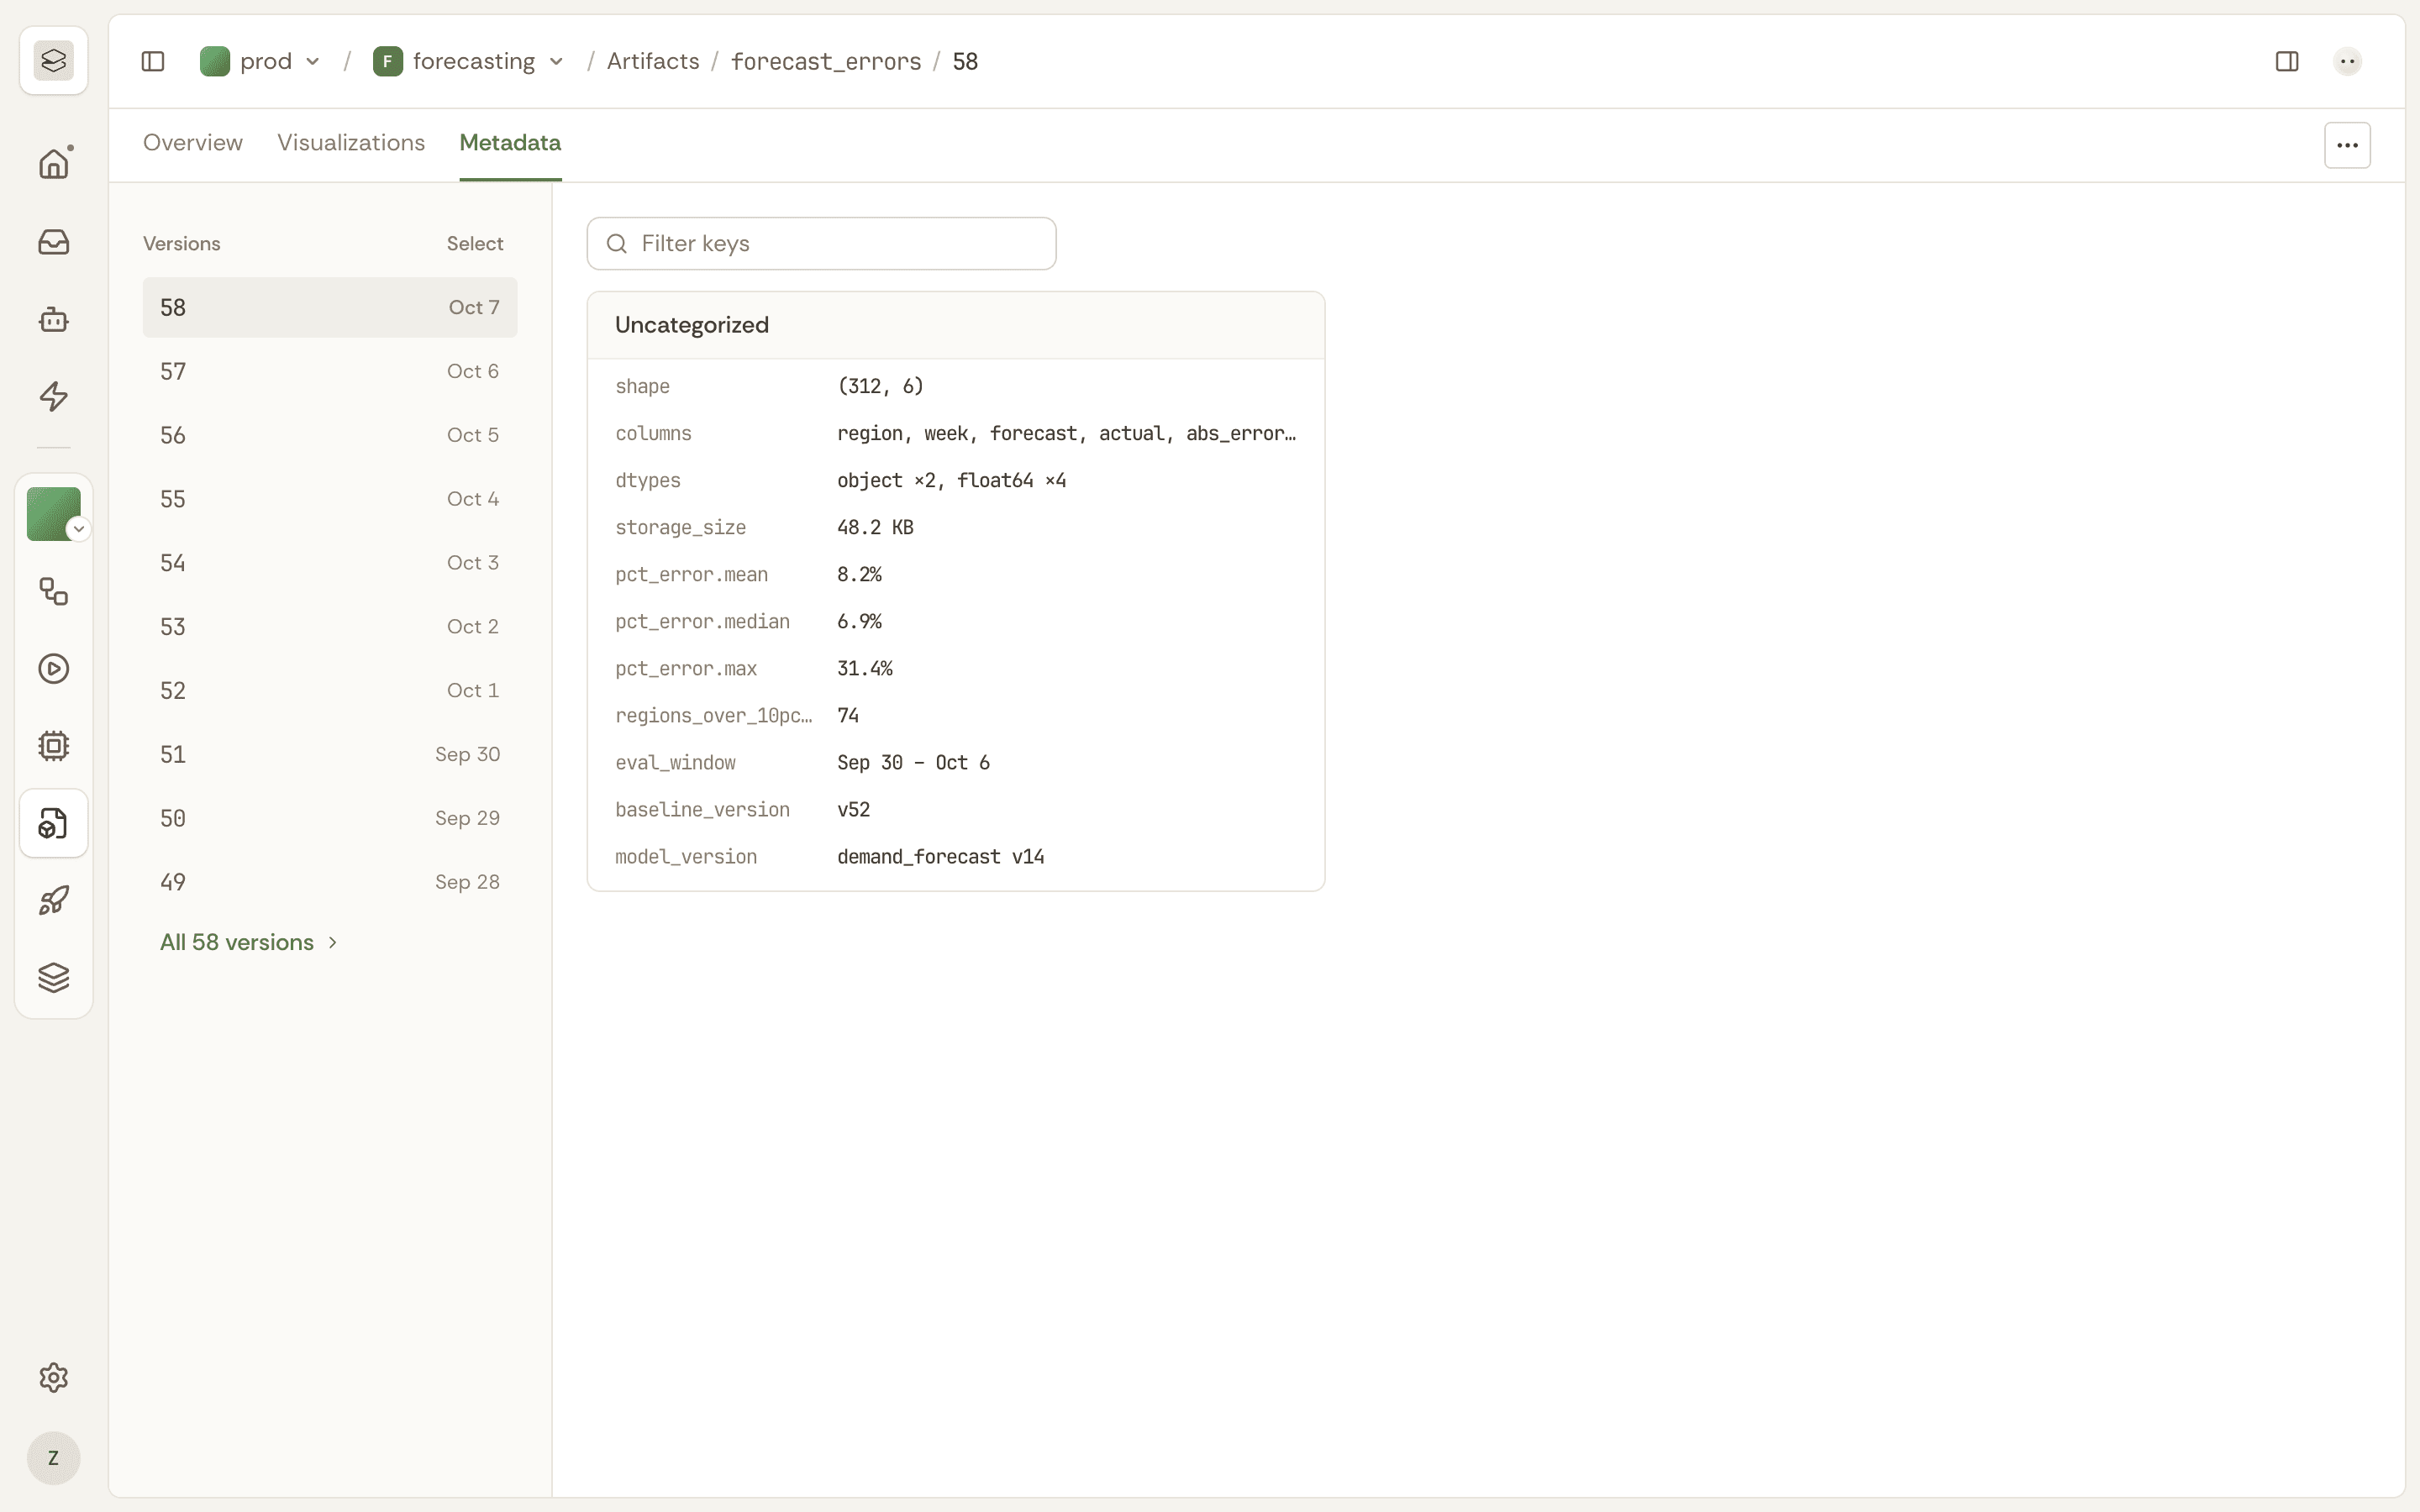 prod / F forecasting / Artifacts / forecast_errors / 58
Overview Visualizations Metadata
Versions Select
58 Oct 7
57 Oct 6
56 Oct 5
55 Oct 4
54 Oct 3
53 Oct 2
52 Oct 1
51 Sep 30
50 Sep 29
49 Sep 28
All 58 versions
Filter keys
Uncategorized
shape (312, 6)
columns region, week, forecast, actual, abs_error…
dtypes object ×2, float64 ×4
storage_size 48.2 KB
pct_error.mean 8.2%
pct_error.median 6.9%
pct_error.max 31.4%
regions_over_10pc… 74
eval_window Sep 30 – Oct 6
baseline_version v52
model_version demand_forecast v14
Z